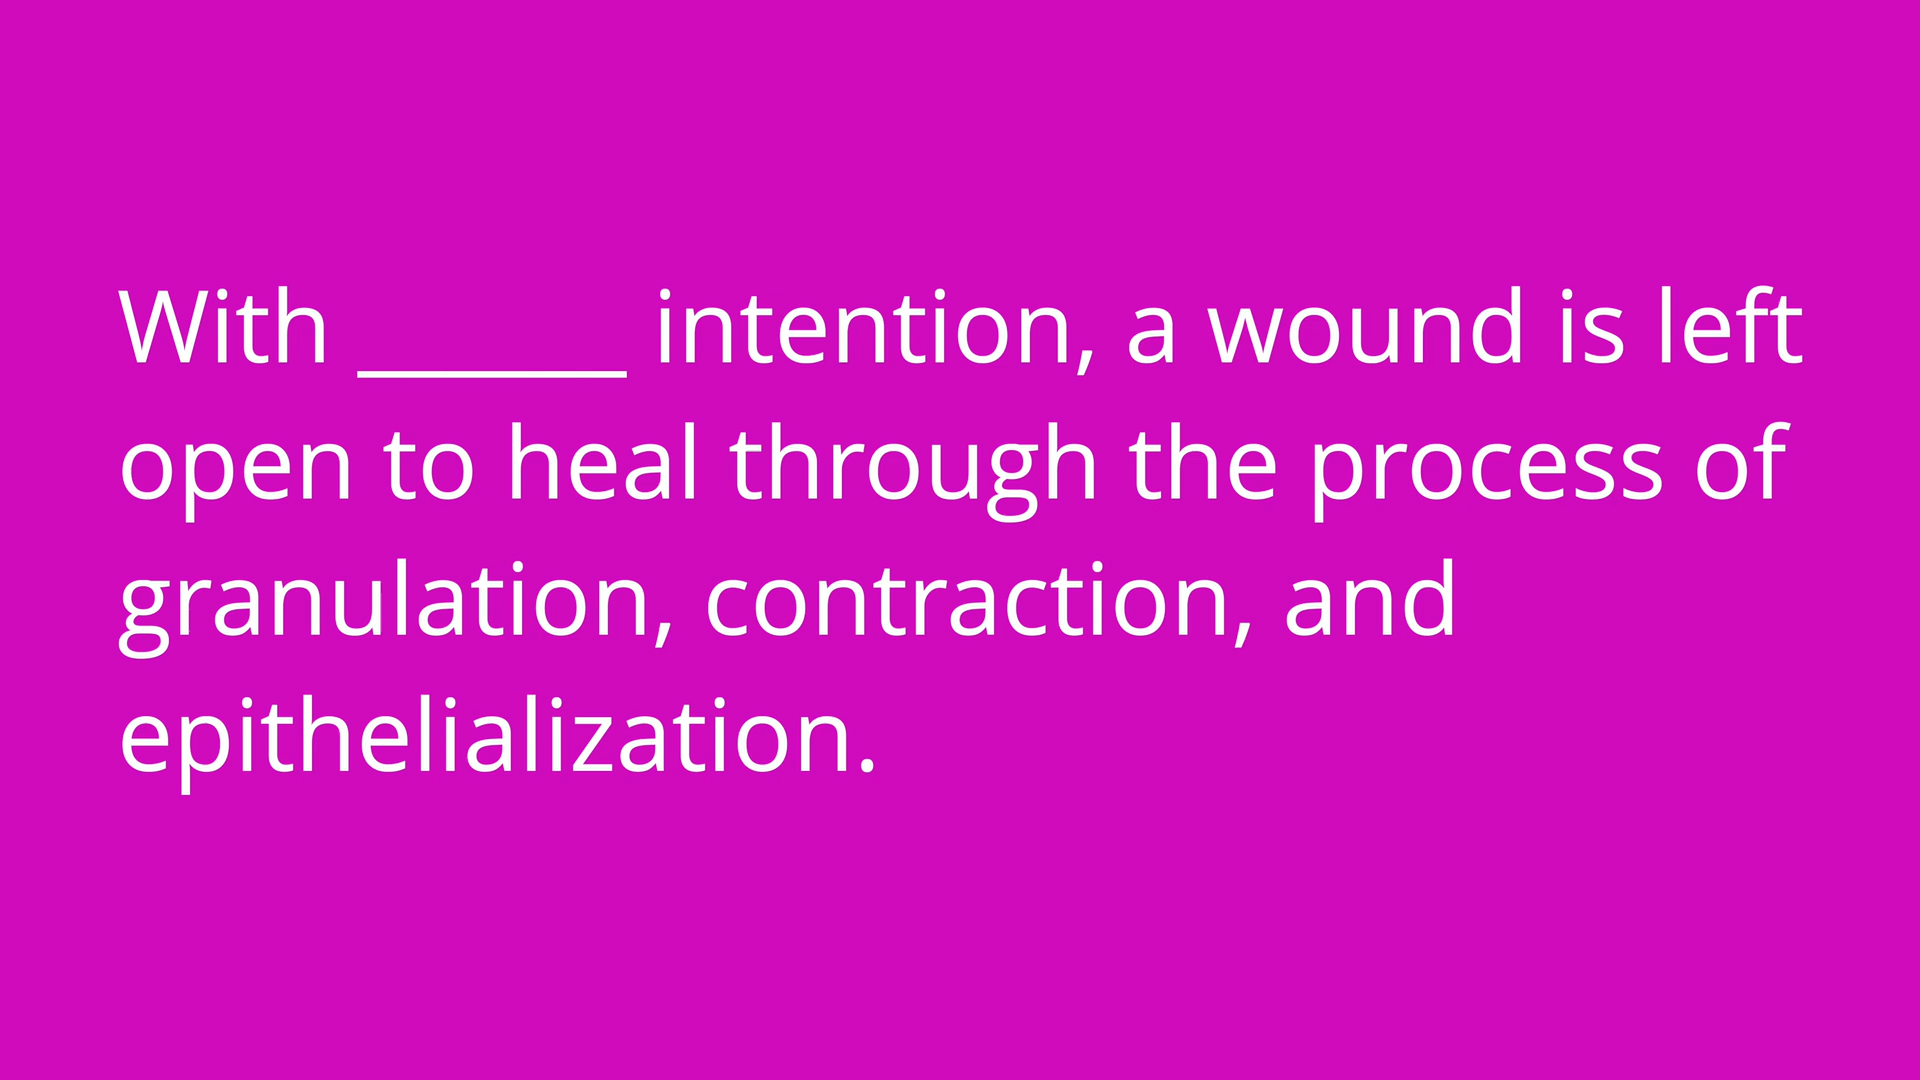 With ______ intention, a wound is left
open to heal through the process of
granulation, contraction, and
epithelialization.